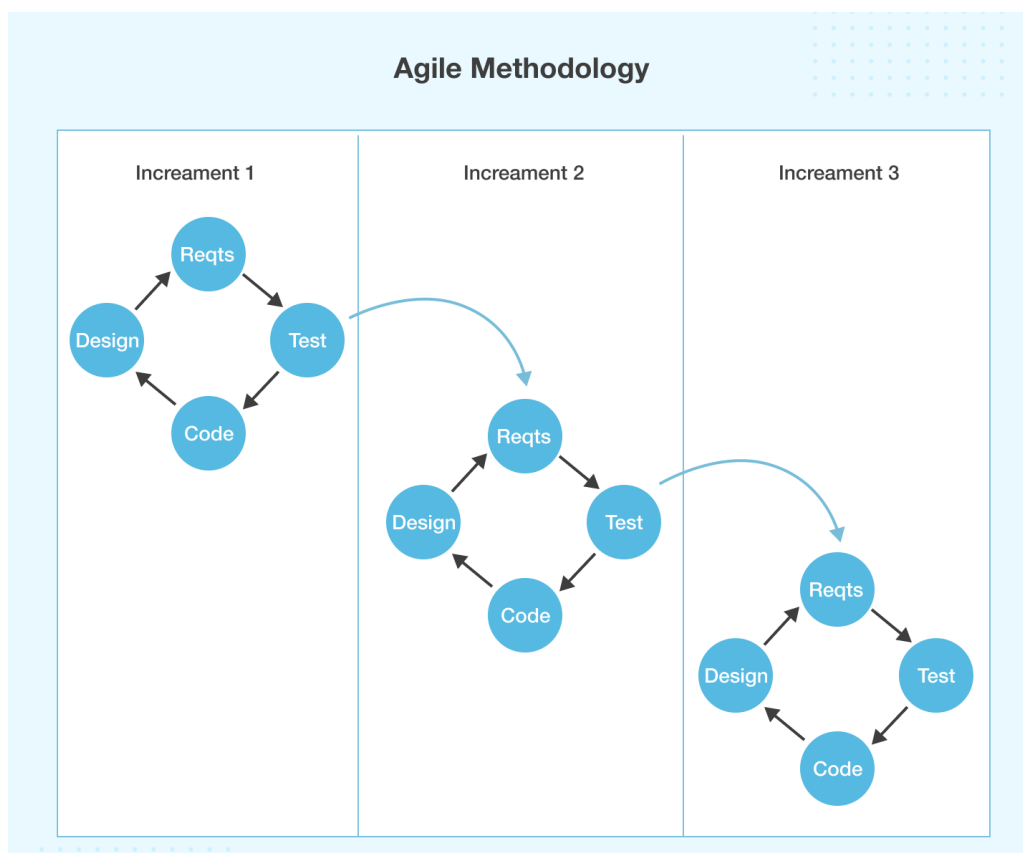 Agile Methodology
Increament 1
Increament 2
Increament 3
Reqts
Design
Test
Code
Reqts
Design
Test
Code
Reqts
Design
Test
Code